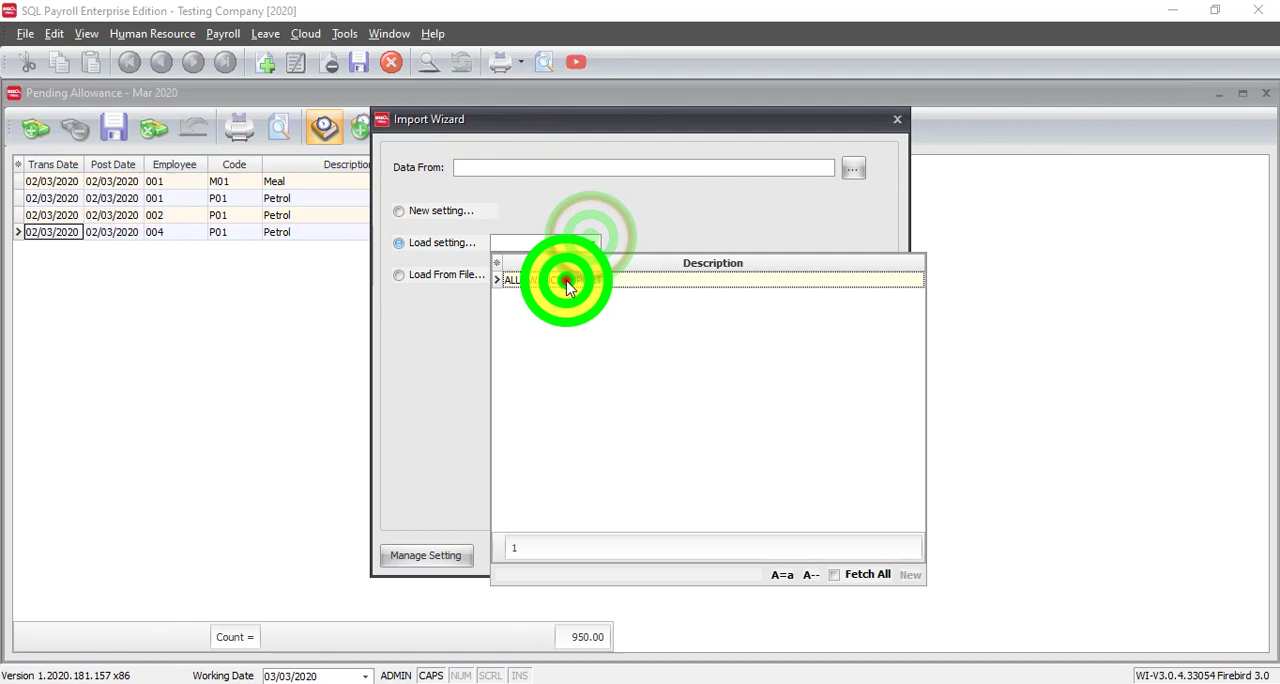 SQL Payroll Enterprise Edition - Testing Company [2020]
File Edit View Human Resource Payroll Leave Cloud Tools Window Help
Pending Allowance - Mar 2020
Import Wizard
Trans Date Post Date Employee Code Description
02/03/2020 02/03/2020 001 M01 Meal
02/03/2020 02/03/2020 001 P01 Petrol
02/03/2020 02/03/2020 002 P01 Petrol
02/03/2020 02/03/2020 004 P01 Petrol
Data From:
New setting...
Load setting...
Load From File...
Description
1
A=a A-- Fetch All New
Manage Setting
Count = 950.00
Version 1.2020.181.157 x86 Working Date 03/03/2020 ADMIN CAPS NUM SCRL INS WI-V3.0.4.33054 Firebird 3.0